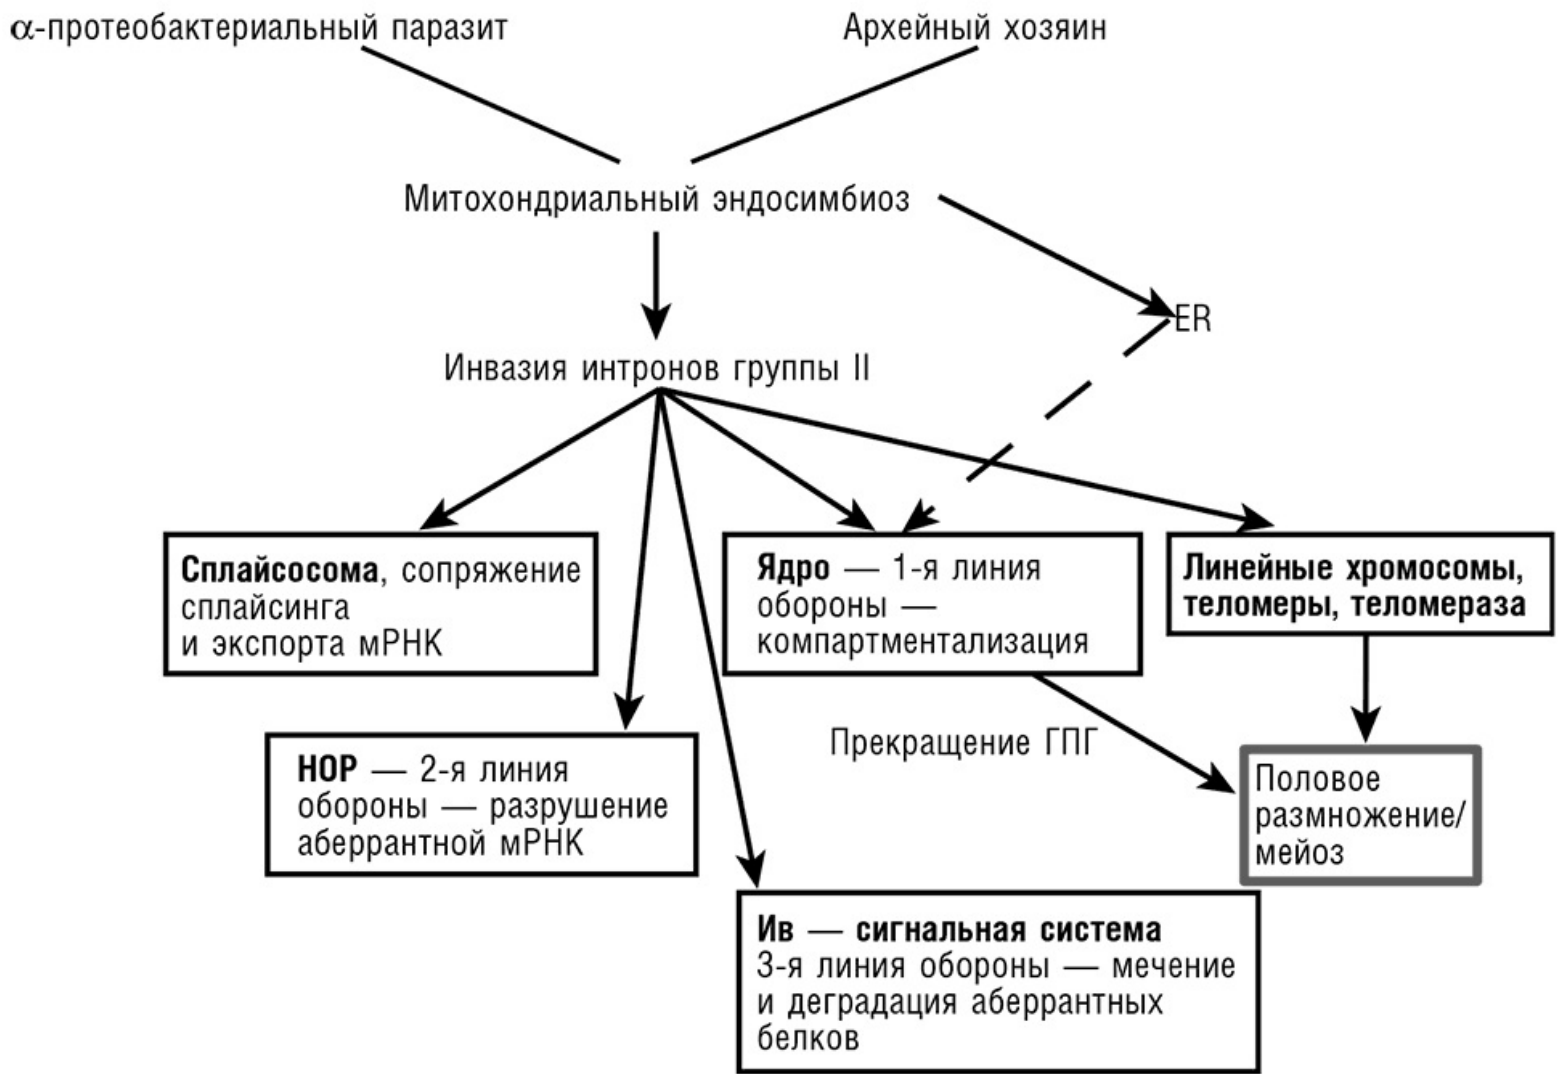 α-протеобактериальный паразит
Архейный хозяин
Митохондриальный эндосимбиоз
ER
Инвазия интронов группы II
Сплайсосома, сопряжение
сплайсинга
и экспорта мРНК
Ядро — 1-я линия
обороны —
компартментализация
Линейные хромосомы,
теломеры, теломераза
НОР — 2-я линия
обороны — разрушение
аберрантной мРНК
Прекращение ГПГ
Половое
размножение/
мейоз
Ив — сигнальная система
3-я линия обороны — мечение
и деградация аберрантных
белков